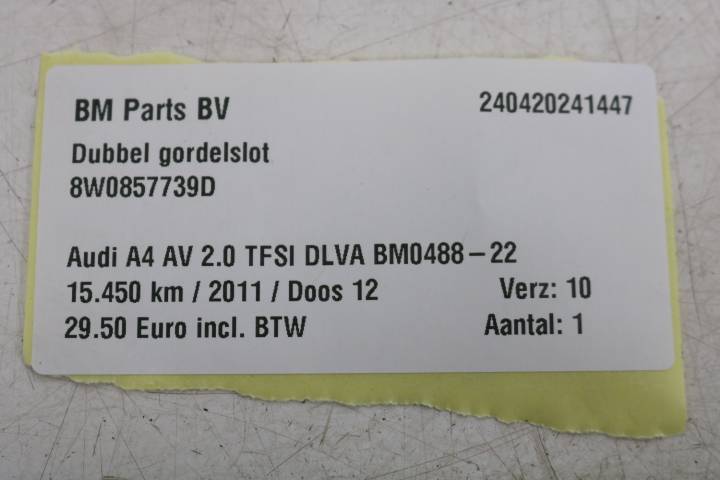 BM Parts BV 240420241447
Dubbel gordelslot
8W0857739D
Audi A4 AV 2.0 TFSI DLVA BM0488-22
15.450 km / 2011 / Doos 12 Verz: 10
29.50 Euro incl. BTW Aantal: 1